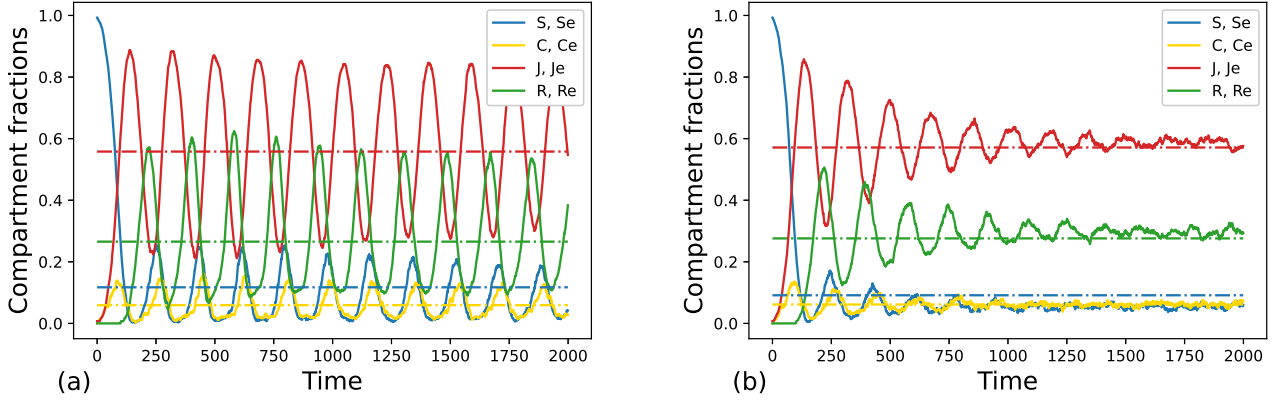 1.0
0.8
0.6
0.4
0.2
0.0
Compartment fractions
S, Se
C, Ce
J, Je
R, Re
0 250 500 750 1000 1250 1500 1750 2000
(a) Time
1.0
0.8
0.6
0.4
0.2
0.0
Compartment fractions
S, Se
C, Ce
J, Je
R, Re
0 250 500 750 1000 1250 1500 1750 2000
(b) Time